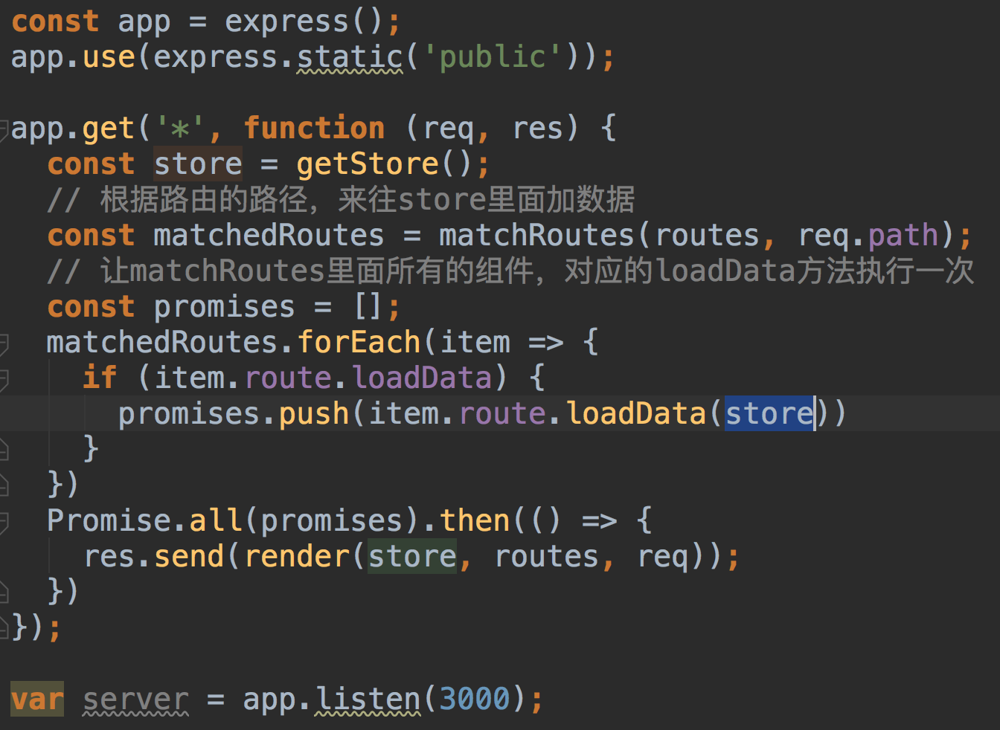 const app = express();
app.use(express.static('public'));
app.get('*', function (req, res) {
  const store = getStore();
  // 根据路由的路径，来往store里面加数据
  const matchedRoutes = matchRoutes(routes, req.path);
  // 让matchRoutes里面所有的组件，对应的loadData方法执行一次
  const promises = [];
  matchedRoutes.forEach(item => {
    if (item.route.loadData) {
      promises.push(item.route.loadData(store))
    }
  })
  Promise.all(promises).then(() => {
    res.send(render(store, routes, req));
  })
});
var server = app.listen(3000);